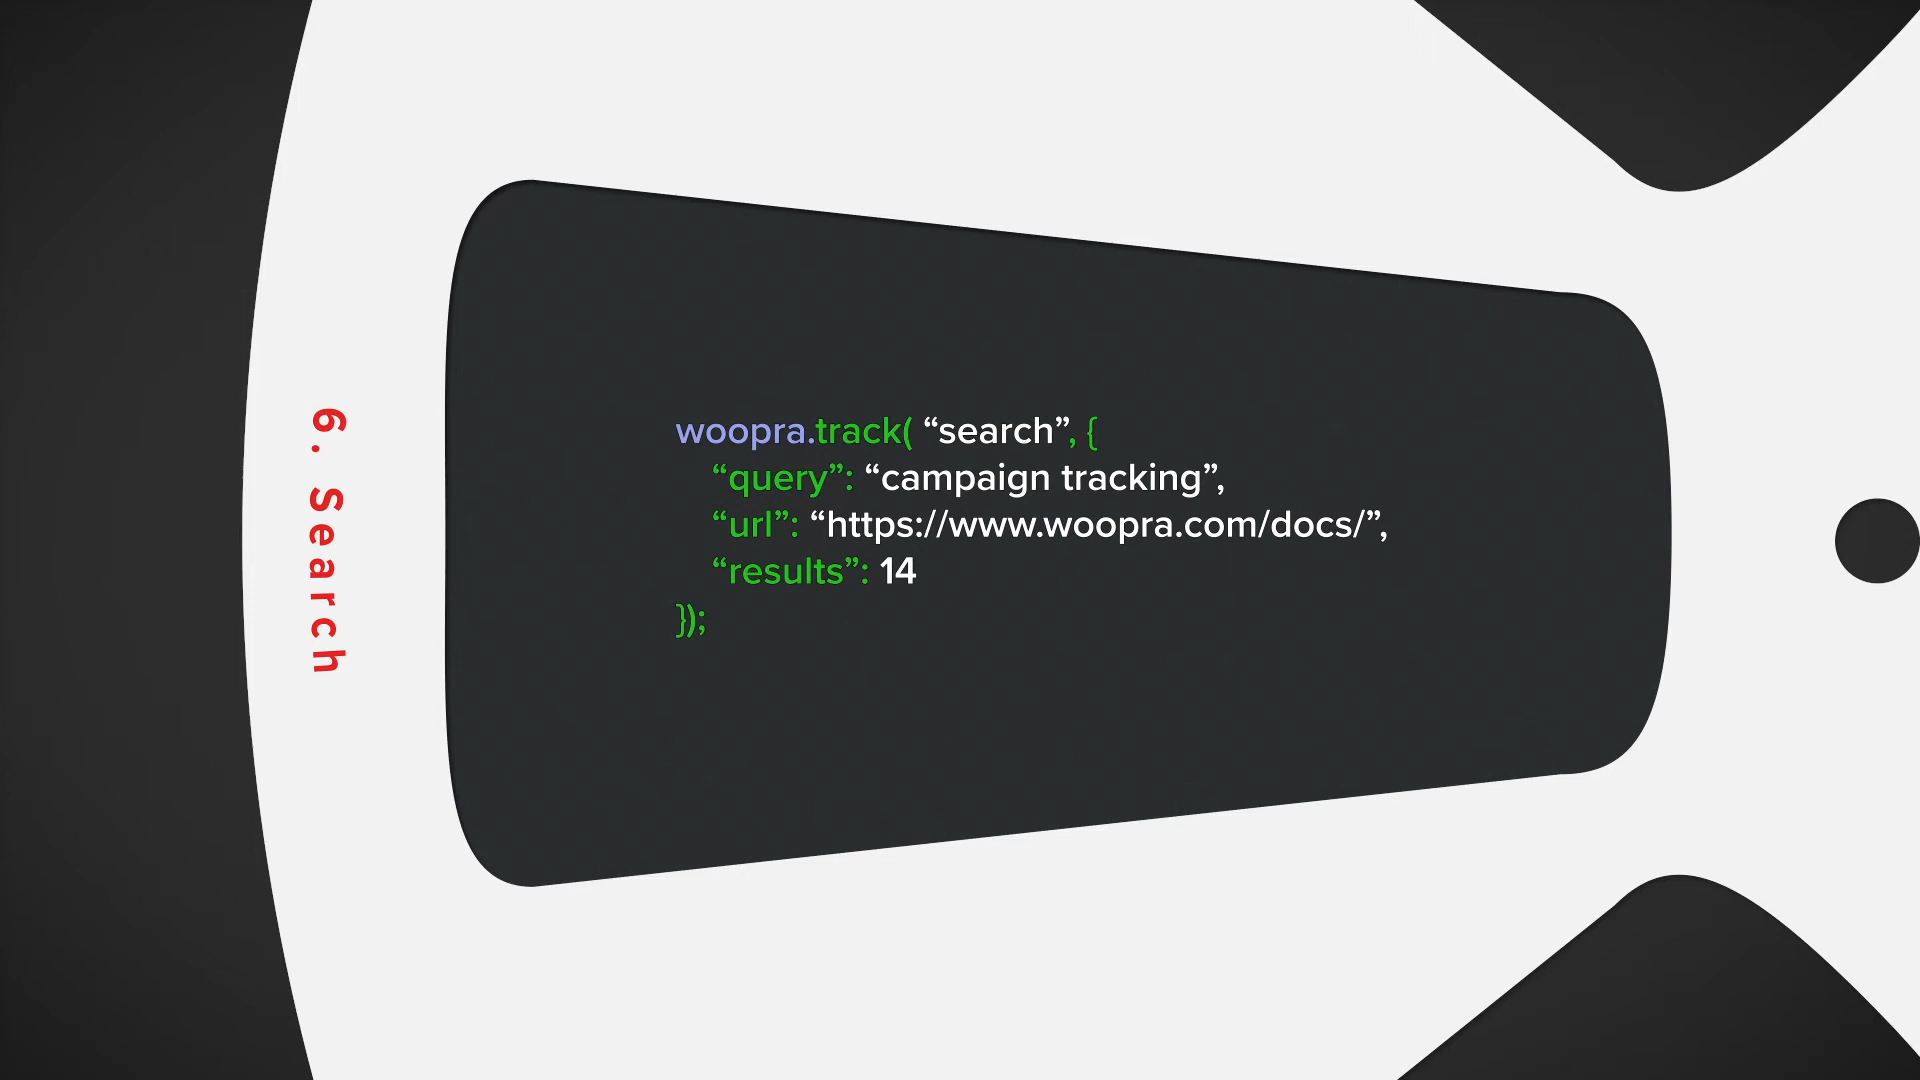 6. Search
woopra.track( “search”, {
“query”: “campaign tracking”,
“url”: “https://www.woopra.com/docs/”,
“results”: 14
});